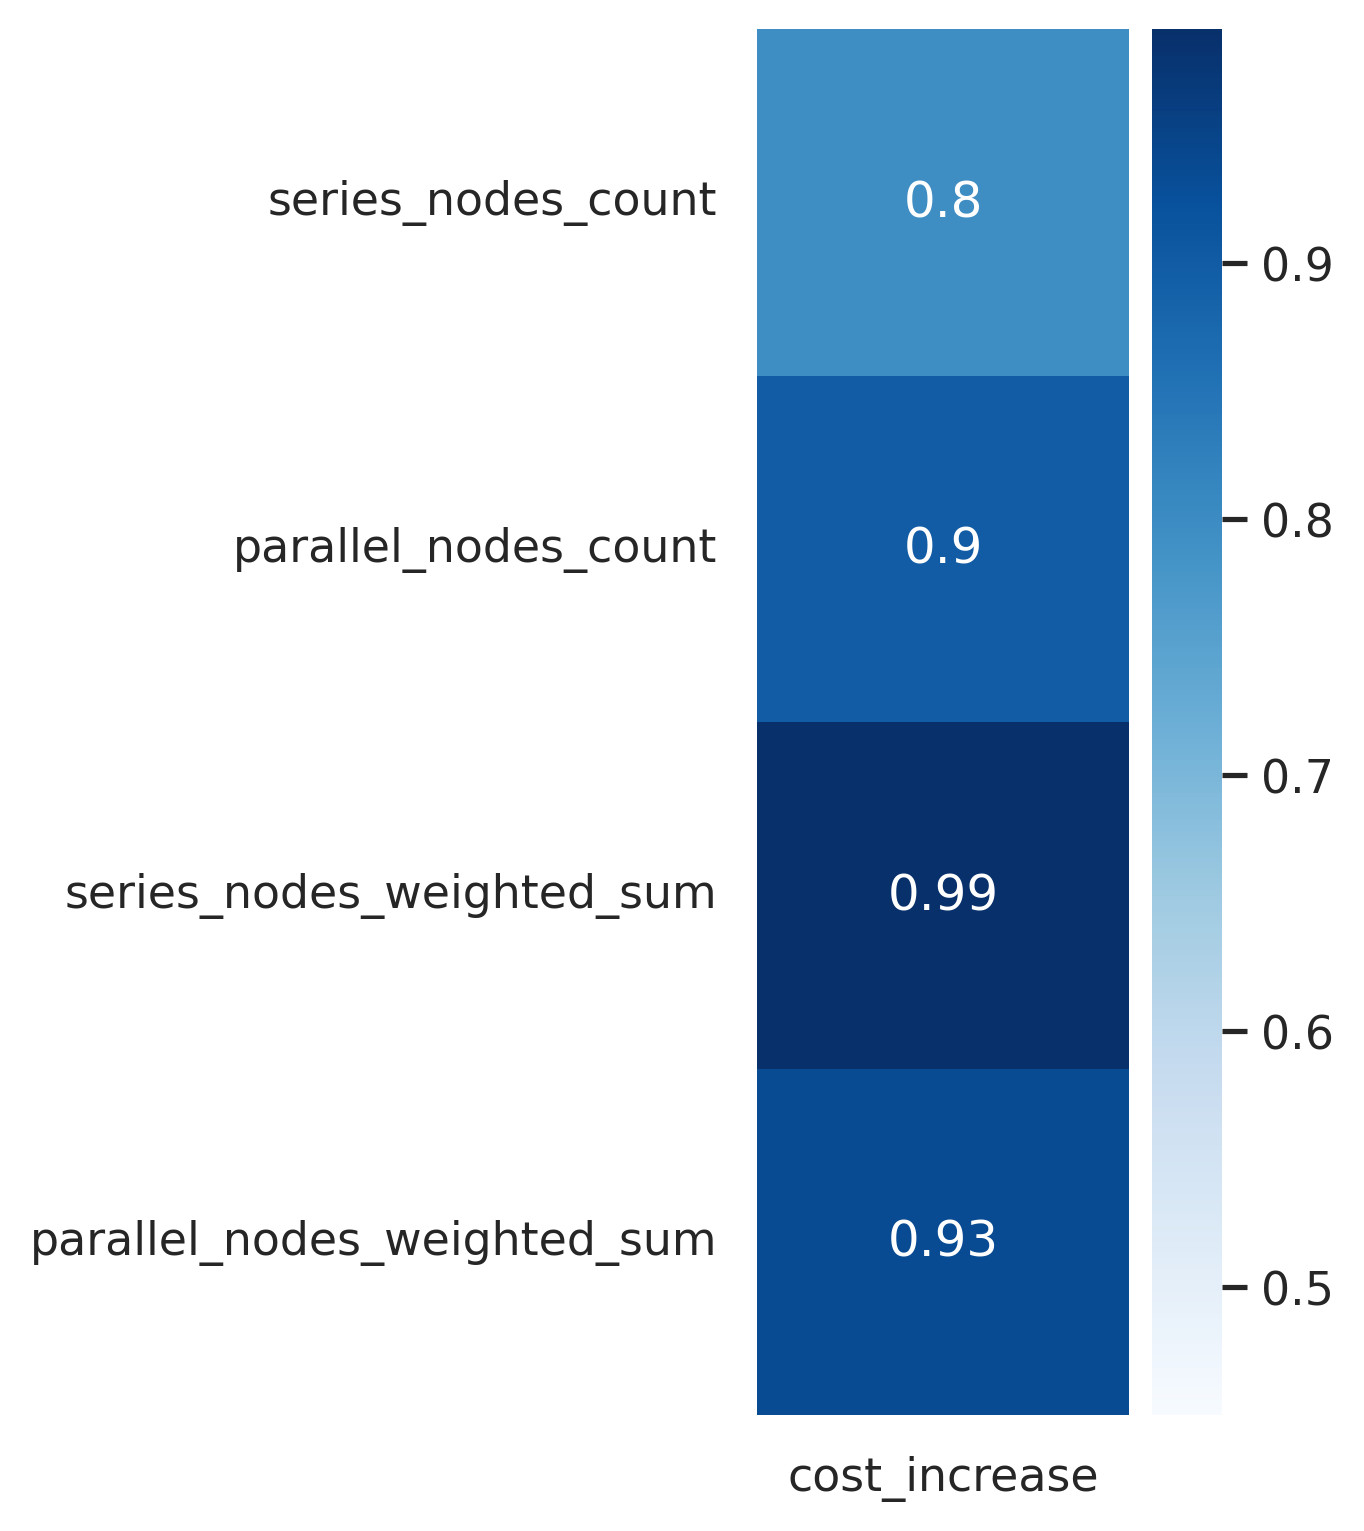 series_nodes_count
0.8
parallel_nodes_count
0.9
series_nodes_weighted_sum
0.99
parallel_nodes_weighted_sum
0.93
cost_increase
0.9
0.8
0.7
0.6
0.5